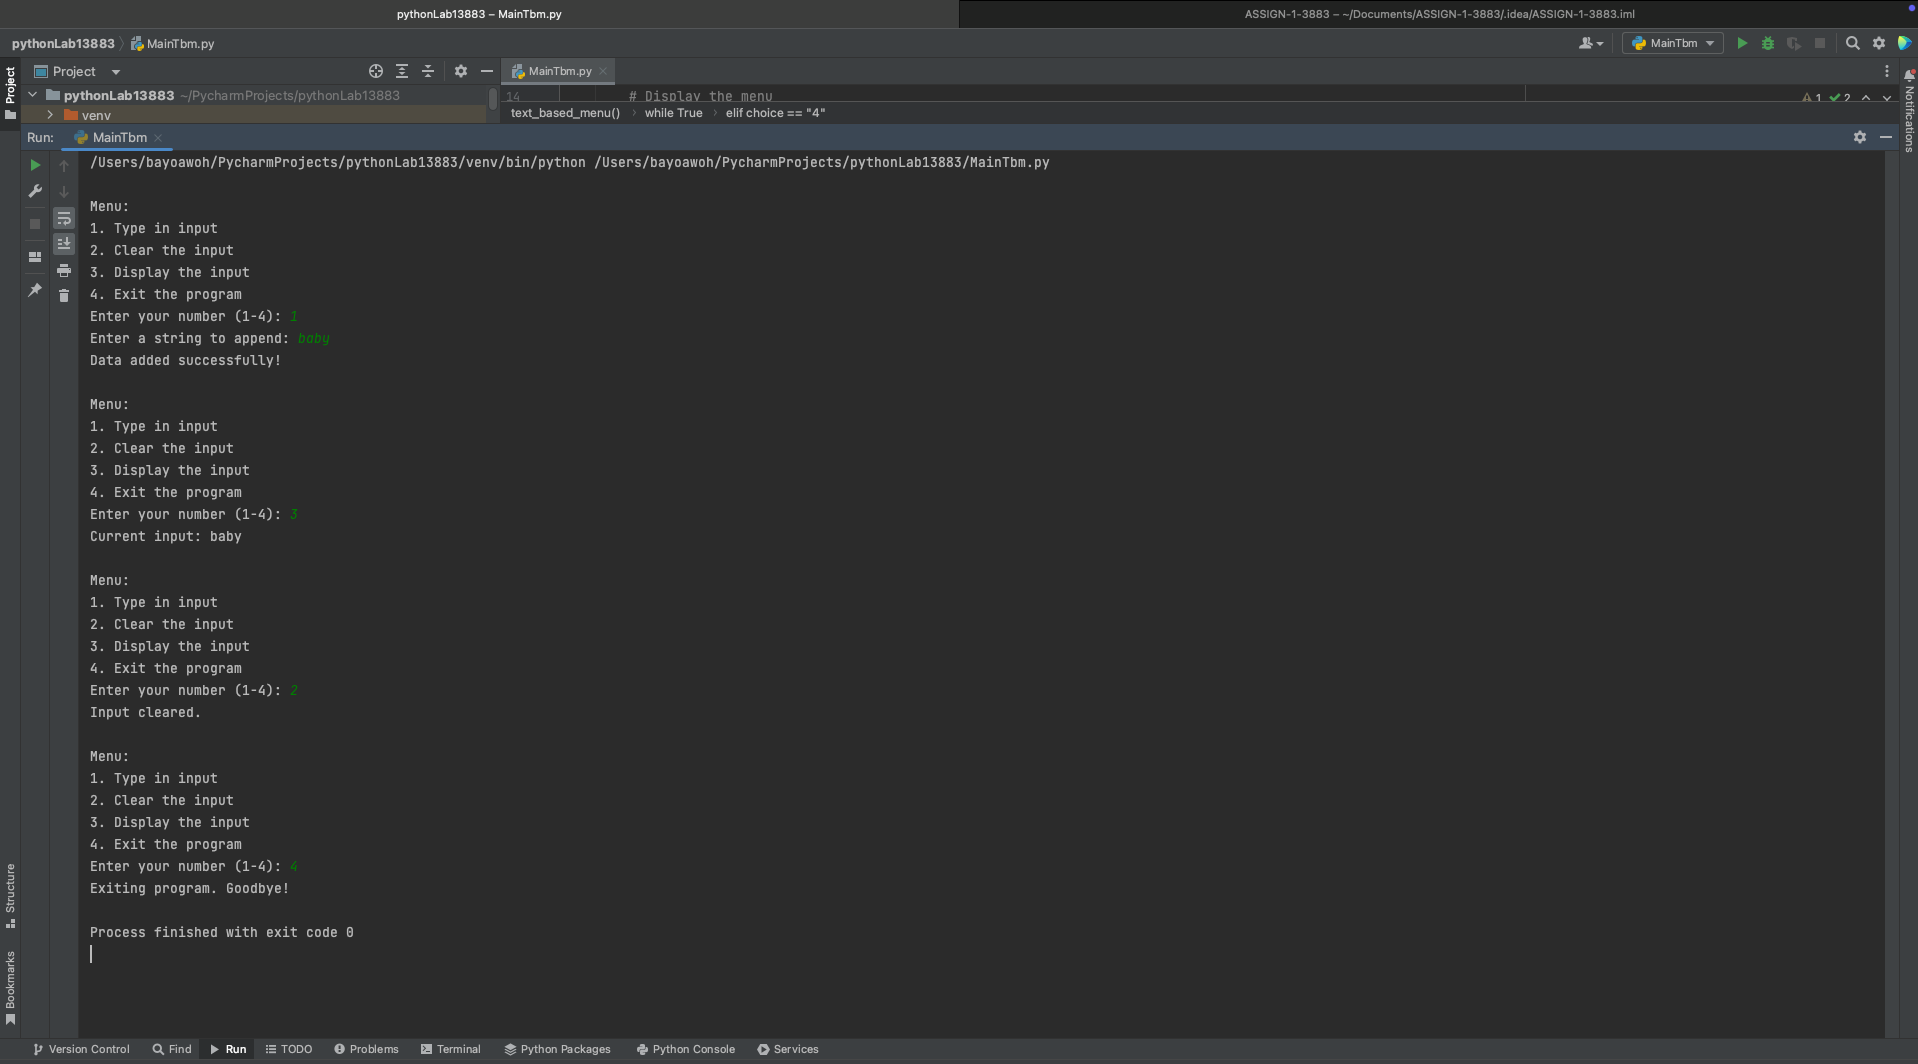 pythonLab13883 – MainTbm.py
ASSIGN-1-3883 – ~/Documents/ASSIGN-1-3883/.idea/ASSIGN-1-3883.iml
pythonLab13883 MainTbm.py
MainTbm
Project
Project
MainTbm.py
Notifications
pythonLab13883 ~/PycharmProjects/pythonLab13883
14 # Display the menu
1 2
venv
text_based_menu() while True elif choice == "4"
Run: MainTbm
/Users/bayoawoh/PycharmProjects/pythonLab13883/venv/bin/python /Users/bayoawoh/PycharmProjects/pythonLab13883/MainTbm.py
Menu:
1. Type in input
2. Clear the input
3. Display the input
4. Exit the program
Enter your number (1-4): 1
Enter a string to append: baby
Data added successfully!
Menu:
1. Type in input
2. Clear the input
3. Display the input
4. Exit the program
Enter your number (1-4): 3
Current input: baby
Menu:
1. Type in input
2. Clear the input
3. Display the input
4. Exit the program
Enter your number (1-4): 2
Input cleared.
Menu:
1. Type in input
2. Clear the input
3. Display the input
4. Exit the program
Enter your number (1-4): 4
Exiting program. Goodbye!
Process finished with exit code 0
Structure
Bookmarks
Version Control Find Run TODO Problems Terminal Python Packages Python Console Services